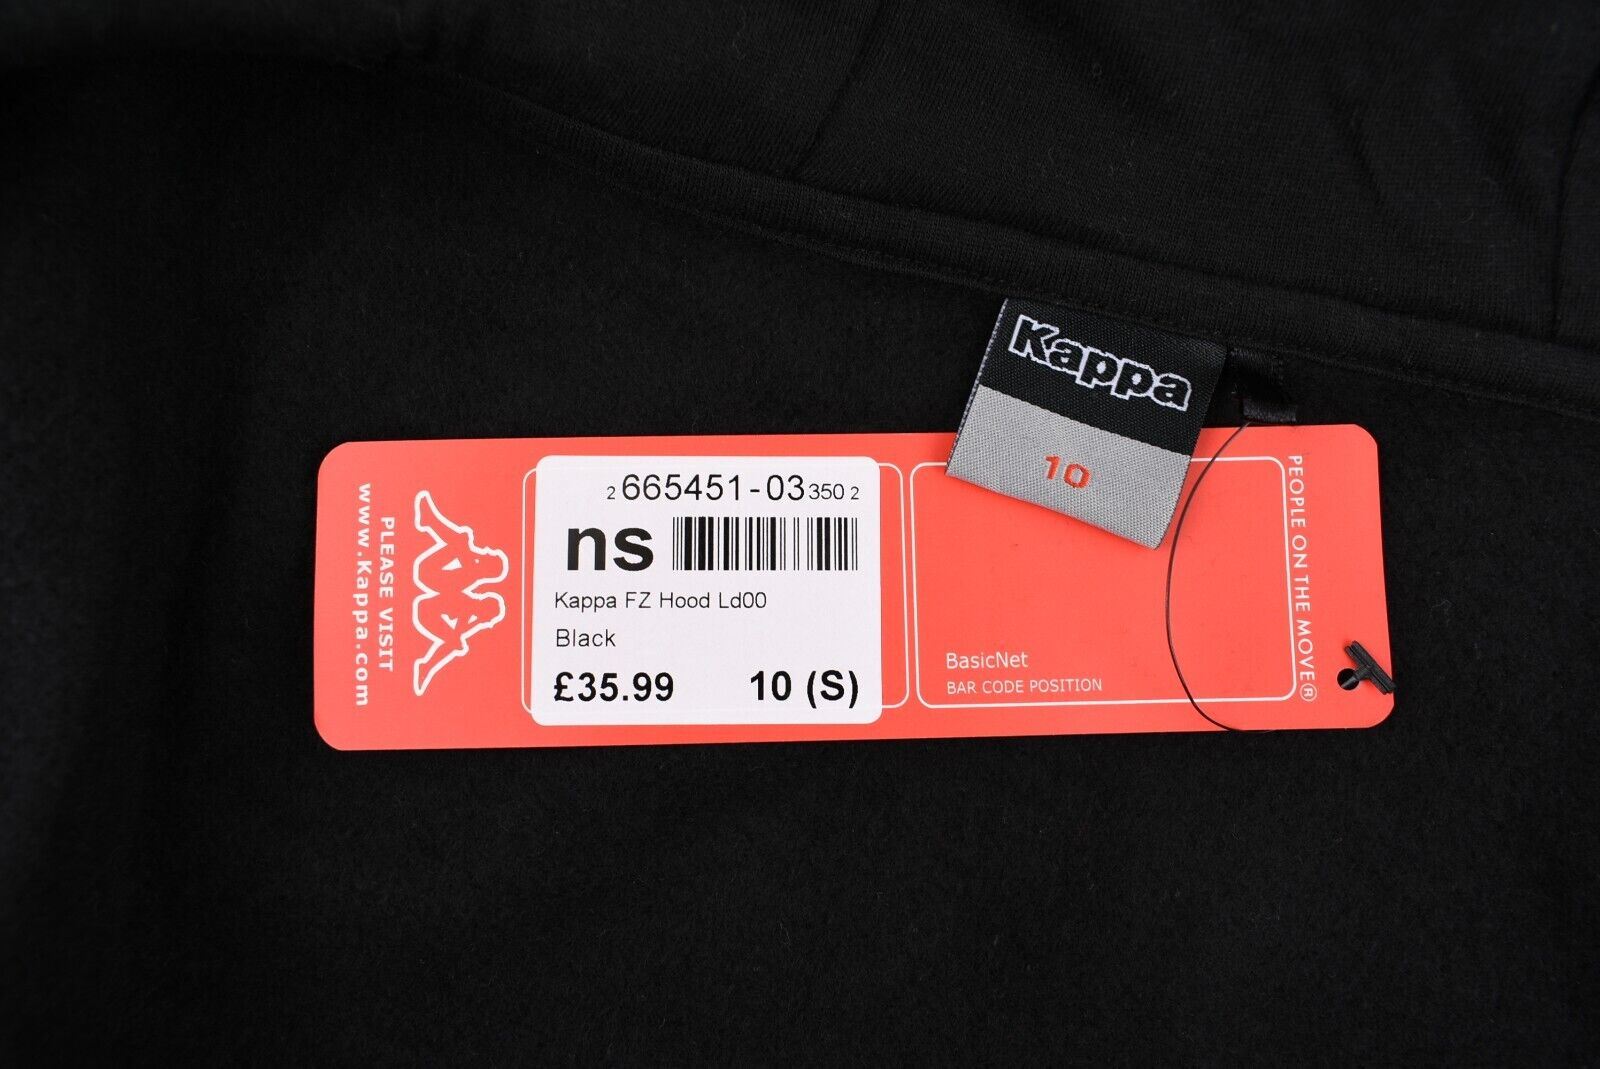 Kappa
10
PLEASE VISIT
www.Kappa.com
2 665451-03 350 2
ns
Kappa FZ Hood Ld00
Black
£35.99 10 (S)
BasicNet
BAR CODE POSITION
PEOPLE ON THE MOVE®